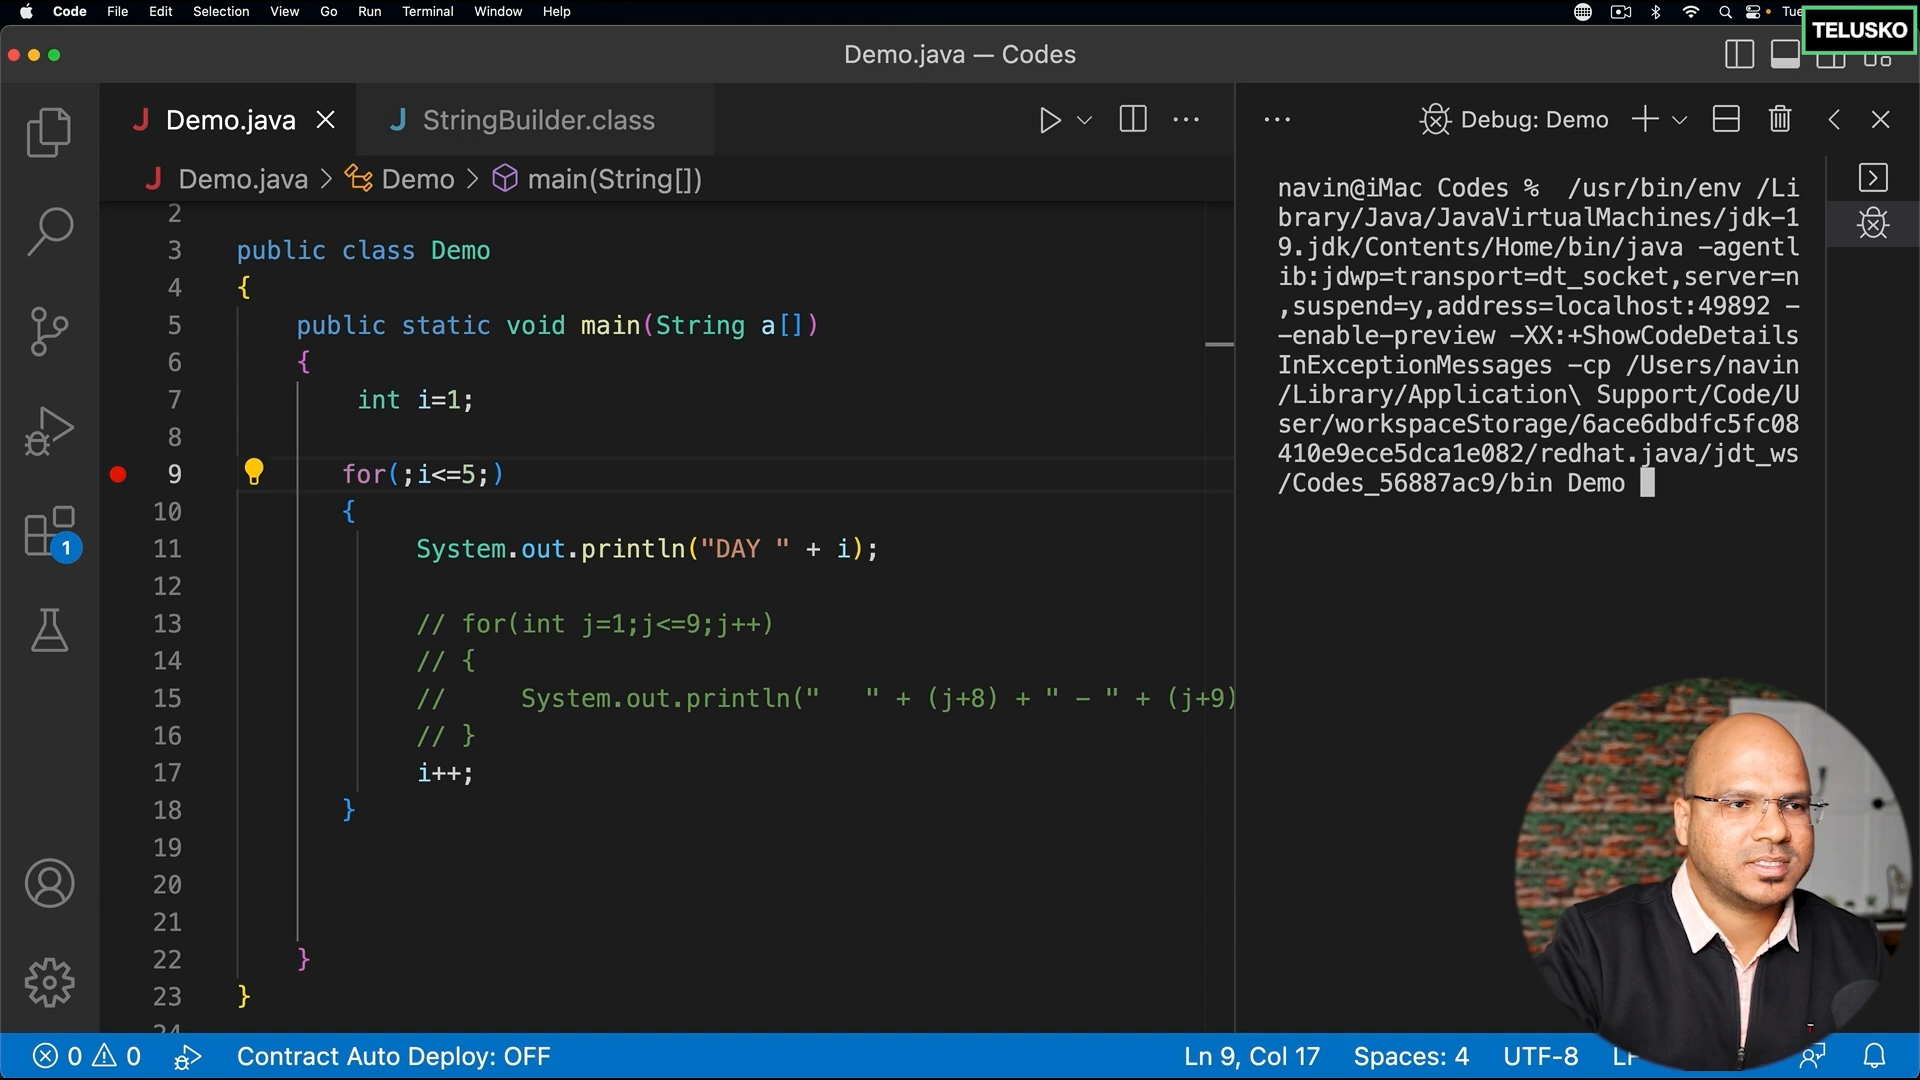 Code File Edit Selection View Go Run Terminal Window Help Tue
TELUSKO
Demo.java — Codes
Demo.java StringBuilder.class
Debug: Demo
Demo.java > Demo > main(String[])
2
3 public class Demo
4 {
5 public static void main(String a[])
6 {
7 int i=1;
8
9 for(;i<=5;)
10 {
11 System.out.println("DAY " + i);
12
13 // for(int j=1;j<=9;j++)
14 // {
15 //     System.out.println("   " + (j+8) + " - " + (j+9)
16 // }
17 i++;
18 }
19
20
21
22 }
23 }
24
navin@iMac Codes %  /usr/bin/env /Li
brary/Java/JavaVirtualMachines/jdk-1
9.jdk/Contents/Home/bin/java -agentl
ib:jdwp=transport=dt_socket,server=n
,suspend=y,address=localhost:49892 -
-enable-preview -XX:+ShowCodeDetails
InExceptionMessages -cp /Users/navin
/Library/Application\ Support/Code/U
ser/workspaceStorage/6ace6dbdfc5fc08
410e9ece5dca1e082/redhat.java/jdt_ws
/Codes_56887ac9/bin Demo
1
0 0 Contract Auto Deploy: OFF Ln 9, Col 17 Spaces: 4 UTF-8